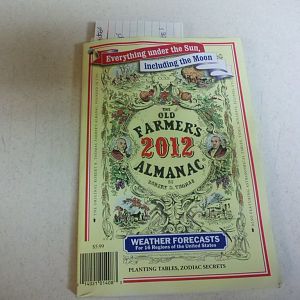 Everything under the Sun,
Including the Moon
THE
OLD
FARMER'S
2012
ALMANAC
BY
ROBERT B. THOMAS
WEATHER FORECASTS
For 16 Regions of the United States
$5.99
PLANTING TABLES, ZODIAC SECRETS